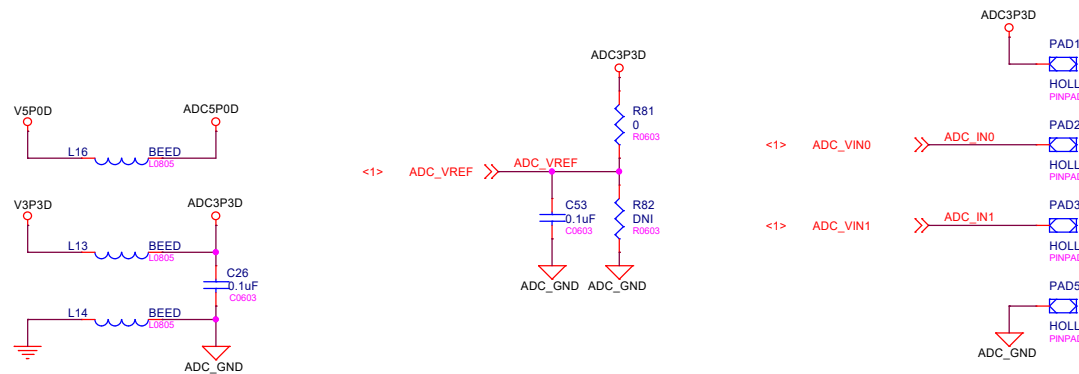 V5P0D
ADC5P0D
L16
BEED
L0805
V3P3D
ADC3P3D
L13
BEED
L0805
C26
0.1uF
C0603
L14
BEED
L0805
ADC_GND
ADC3P3D
R81
0
R0603
<1>
ADC_VREF
ADC_VREF
C53
0.1uF
C0603
R82
DNI
R0603
ADC_GND
ADC_GND
ADC3P3D
PAD1
HOLL
PINPAD
<1>
ADC_VIN0
ADC_IN0
PAD2
HOLL
PINPAD
<1>
ADC_VIN1
ADC_IN1
PAD3
HOLL
PINPAD
PAD5
HOLL
PINPAD
ADC_GND